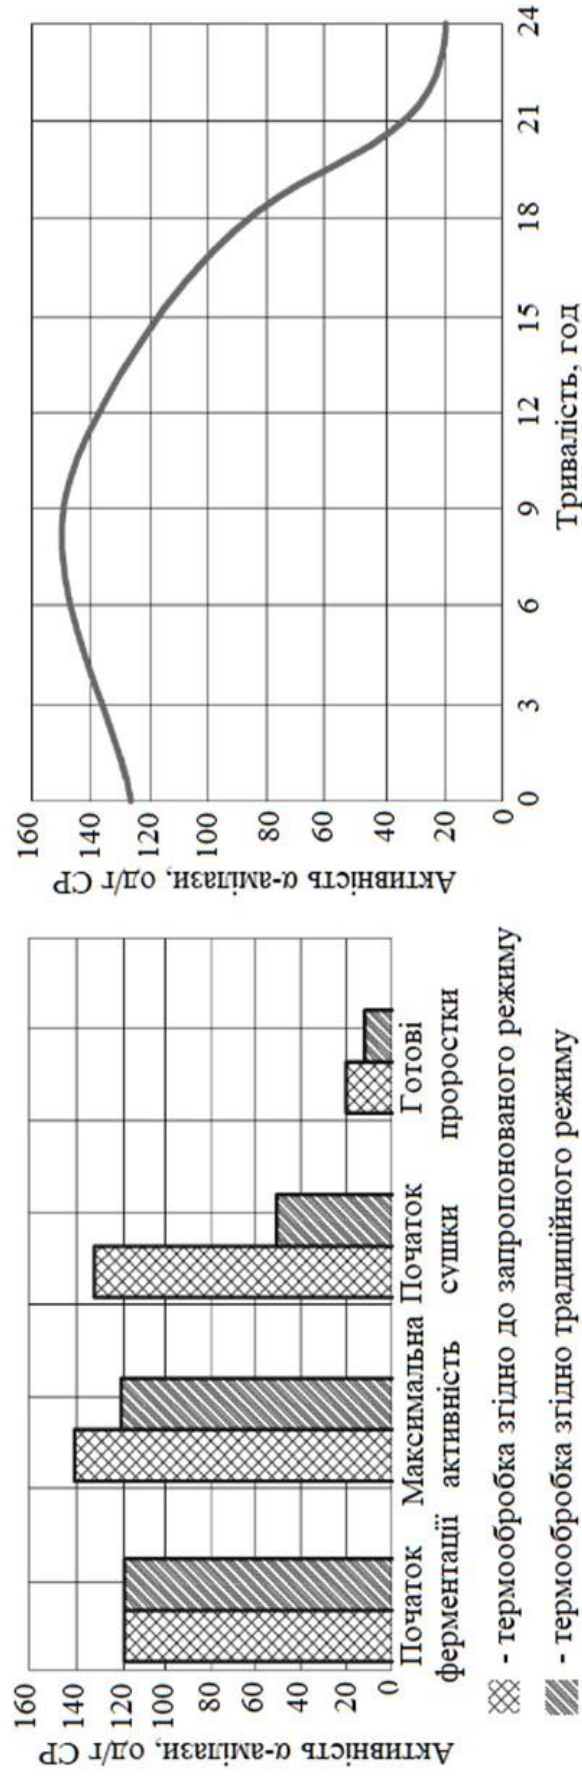 Активність α-амілази, од/г СР
160
140
120
100
80
60
40
20
0
Початок ферментації
Максимальна активність
Початок сушки
Готові проростки
- термообробка згідно до запропонованого режиму
- термообробка згідно традиційного режиму
Активність α-амілази, од/г СР
160
140
120
100
80
60
40
20
0
0 3 6 9 12 15 18 21 24
Тривалість, год